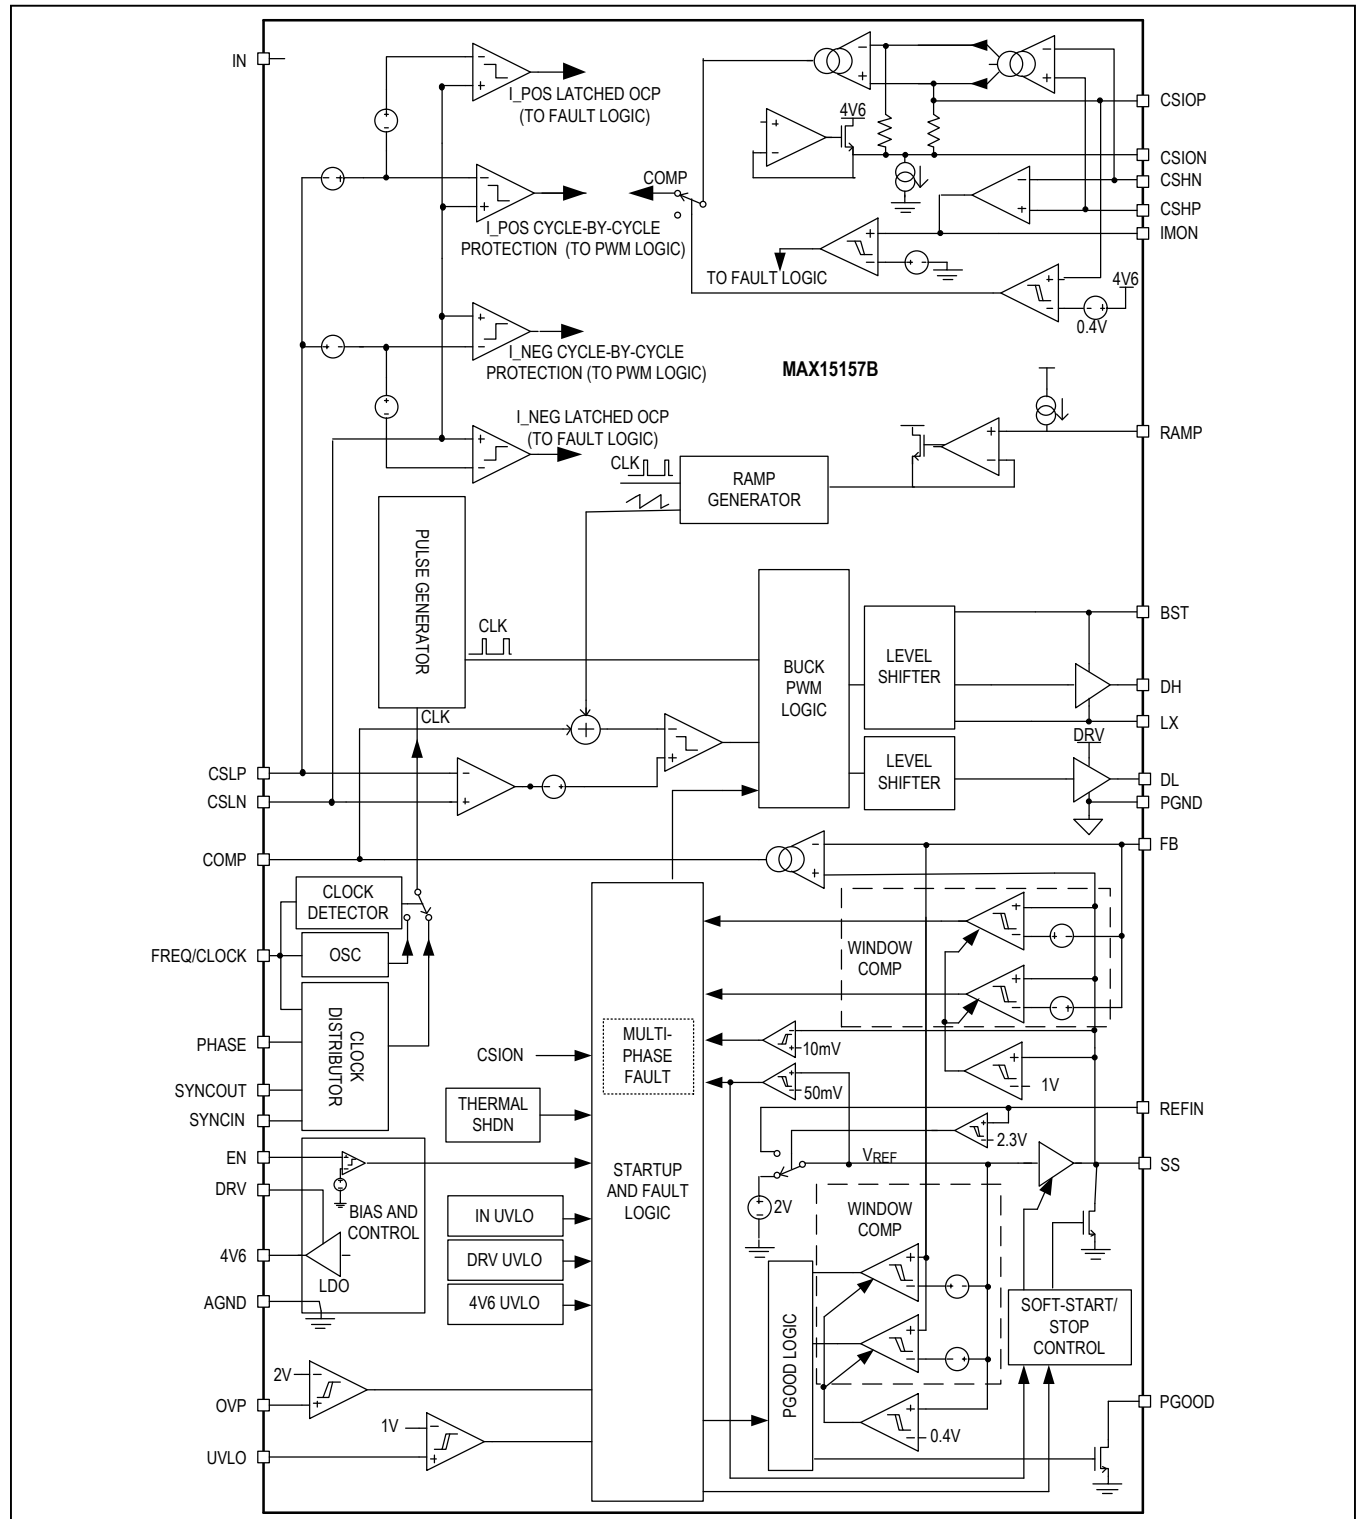 IN
I_POS LATCHED OCP
(TO FAULT LOGIC)
I_POS CYCLE-BY-CYCLE
PROTECTION (TO PWM LOGIC)
COMP
4V6
CSIOP
CSION
CSHN
CSHP
IMON
TO FAULT LOGIC
4V6
0.4V
I_NEG CYCLE-BY-CYCLE
PROTECTION (TO PWM LOGIC)
MAX15157B
I_NEG LATCHED OCP
(TO FAULT LOGIC)
CLK
RAMP
GENERATOR
RAMP
PULSE GENERATOR
CLK
CLK
BUCK
PWM
LOGIC
LEVEL
SHIFTER
LEVEL
SHIFTER
BST
DH
LX
DRV
DL
PGND
CSLP
CSLN
COMP
FB
CLOCK
DETECTOR
OSC
FREQ/CLOCK
CLOCK
DISTRIBUTOR
PHASE
SYNCOUT
SYNCIN
WINDOW
COMP
MULTI-
PHASE
FAULT
10mV
50mV
1V
CSION
THERMAL
SHDN
REFIN
2.3V
EN
DRV
BIAS AND
CONTROL
4V6
LDO
AGND
STARTUP
AND FAULT
LOGIC
IN UVLO
DRV UVLO
4V6 UVLO
VREF
SS
2V
WINDOW
COMP
SOFT-START/
STOP
CONTROL
PGOOD LOGIC
0.4V
PGOOD
2V
OVP
1V
UVLO